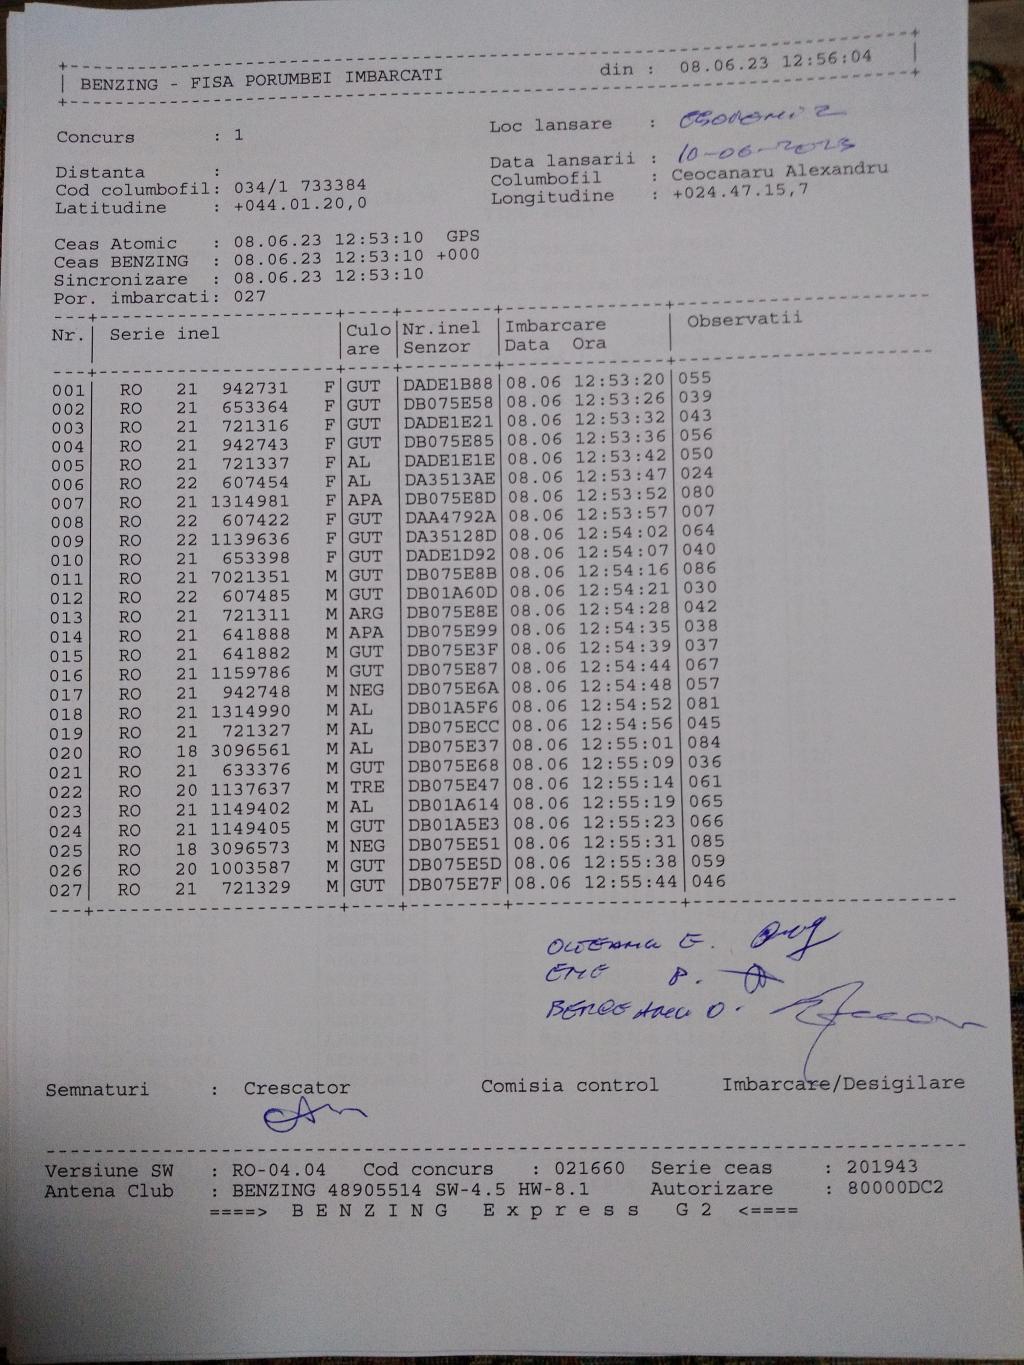 BENZING - FISA PORUMBEI IMBARCATI din : 08.06.23 12:56:04
Concurs : 1 Loc lansare :
Distanta : Data lansarii : 10-06-2023
Cod columbofil: 034/1 733384 Columbofil : Ceocanaru Alexandru
Latitudine : +044.01.20,0 Longitudine : +024.47.15,7
Ceas Atomic : 08.06.23 12:53:10 GPS
Ceas BENZING : 08.06.23 12:53:10 +000
Sincronizare : 08.06.23 12:53:10
Por. imbarcati: 027
Nr. Serie inel Culo Nr.inel Imbarcare Observatii
are Senzor Data Ora
001 RO 21 942731 F GUT DADE1B88 08.06 12:53:20 055
002 RO 21 653364 F GUT DB075E58 08.06 12:53:26 039
003 RO 21 721316 F GUT DADE1E21 08.06 12:53:32 043
004 RO 21 942743 F GUT DB075E85 08.06 12:53:36 056
005 RO 21 721337 F AL DADE1E1E 08.06 12:53:42 050
006 RO 22 607454 F AL DA3513AE 08.06 12:53:47 024
007 RO 21 1314981 F APA DB075E8D 08.06 12:53:52 080
008 RO 22 607422 F GUT DAA4792A 08.06 12:53:57 007
009 RO 22 1139636 F GUT DA35128D 08.06 12:54:02 064
010 RO 21 653398 F GUT DADE1D92 08.06 12:54:07 040
011 RO 21 7021351 M GUT DB075E8B 08.06 12:54:16 086
012 RO 22 607485 M GUT DB01A60D 08.06 12:54:21 030
013 RO 21 721311 M ARG DB075E8E 08.06 12:54:28 042
014 RO 21 641888 M APA DB075E99 08.06 12:54:35 038
015 RO 21 641882 M GUT DB075E3F 08.06 12:54:39 037
016 RO 21 1159786 M GUT DB075E87 08.06 12:54:44 067
017 RO 21 942748 M NEG DB075E6A 08.06 12:54:48 057
018 RO 21 1314990 M AL DB01A5F6 08.06 12:54:52 081
019 RO 21 721327 M AL DB075ECC 08.06 12:54:56 045
020 RO 18 3096561 M AL DB075E37 08.06 12:55:01 084
021 RO 21 633376 M GUT DB075E68 08.06 12:55:09 036
022 RO 20 1137637 M TRE DB075E47 08.06 12:55:14 061
023 RO 21 1149402 M AL DB01A614 08.06 12:55:19 065
024 RO 21 1149405 M GUT DB01A5E3 08.06 12:55:23 066
025 RO 18 3096573 M NEG DB075E51 08.06 12:55:31 085
026 RO 20 1003587 M GUT DB075E5D 08.06 12:55:38 059
027 RO 21 721329 M GUT DB075E7F 08.06 12:55:44 046
OLTEANU E.
ENE P.
D.
Semnaturi : Crescator Comisia control Imbarcare/Desigilare
Versiune SW : RO-04.04 Cod concurs : 021660 Serie ceas : 201943
Antena Club : BENZING 48905514 SW-4.5 HW-8.1 Autorizare : 80000DC2
====> B E N Z I N G E x p r e s s G 2 <====